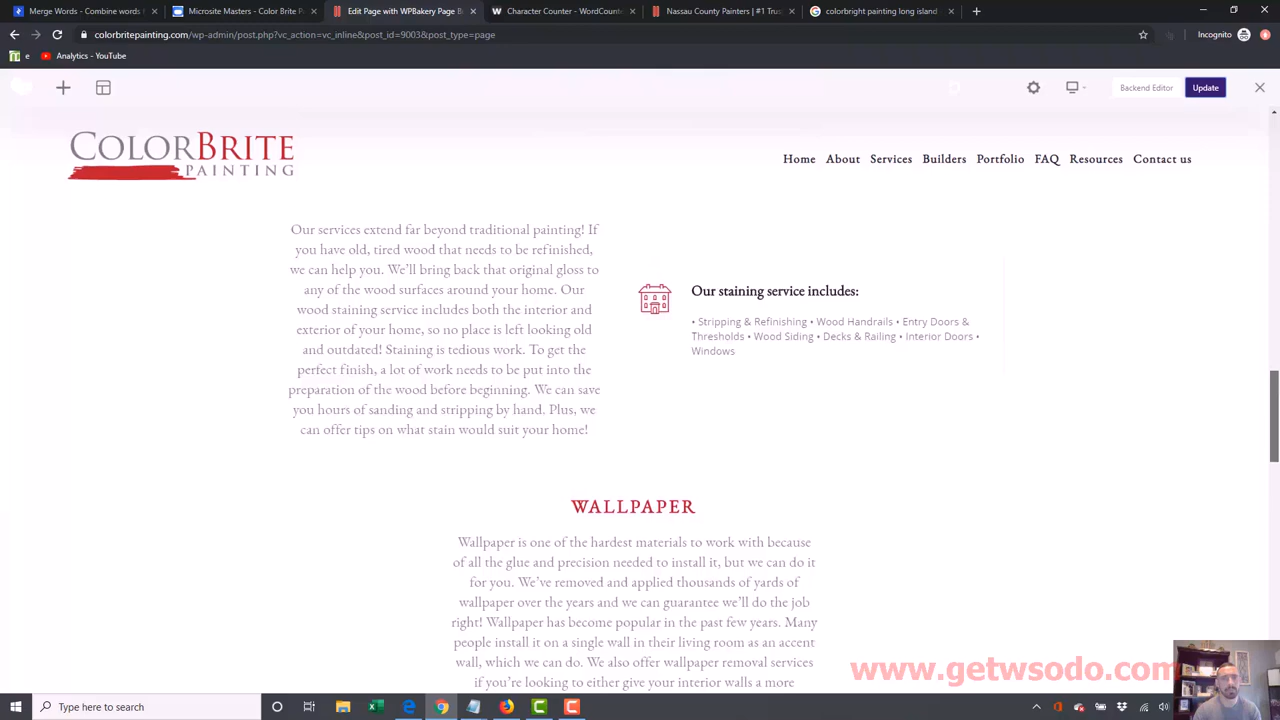 Merge Words - Combine words
Microsite Masters - Color Brite P
Edit Page with WPBakery Page B
Character Counter - WordCount
Nassau County Painters | #1 Trus
colorbright painting long island
colorbritepainting.com/wp-admin/post.php?vc_action=vc_inline&post_id=9003&post_type=page
Incognito
e
Analytics - YouTube
Backend Editor
Update
COLORBRITE
PAINTING
Home About Services Builders Portfolio FAQ Resources Contact us
Our services extend far beyond traditional painting! If
you have old, tired wood that needs to be refinished,
we can help you. We’ll bring back that original gloss to
any of the wood surfaces around your home. Our
wood staining service includes both the interior and
exterior of your home, so no place is left looking old
and outdated! Staining is tedious work. To get the
perfect finish, a lot of work needs to be put into the
preparation of the wood before beginning. We can save
you hours of sanding and stripping by hand. Plus, we
can offer tips on what stain would suit your home!
Our staining service includes:
• Stripping & Refinishing • Wood Handrails • Entry Doors &
Thresholds • Wood Siding • Decks & Railing • Interior Doors •
Windows
WALLPAPER
Wallpaper is one of the hardest materials to work with because
of all the glue and precision needed to install it, but we can do it
for you. We’ve removed and applied thousands of yards of
wallpaper over the years and we can guarantee we’ll do the job
right! Wallpaper has become popular in the past few years. Many
people install it on a single wall in their living room as an accent
wall, which we can do. We also offer wallpaper removal services
if you’re looking to either give your interior walls a more
www.getwsodo.com
Type here to search